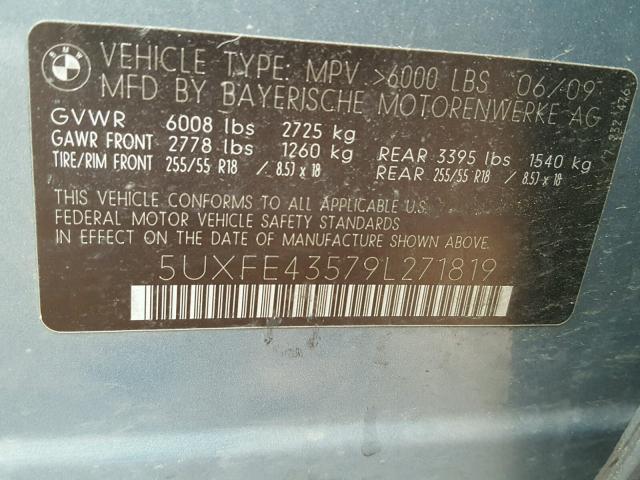 BMW
VEHICLE TYPE: MPV >6000 LBS 06/09
MFD BY BAYERISCHE MOTORENWERKE AG
GVWR 6008 lbs 2725 kg
GAWR FRONT 2778 lbs 1260 kg REAR 3395 lbs 1540 kg
TIRE/RIM FRONT 255/55 R18 / 8.5J x 18 REAR 255/55 R18 / 8.5J x 18
THIS VEHICLE CONFORMS TO ALL APPLICABLE U.S.
FEDERAL MOTOR VEHICLE SAFETY STANDARDS
IN EFFECT ON THE DATE OF MANUFACTURE SHOWN ABOVE.
5UXFE43579L271819